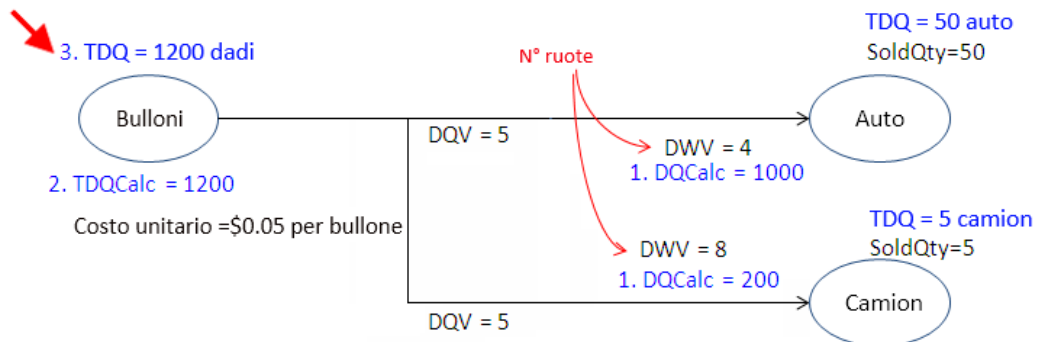 TDQ = 50 auto
3. TDQ = 1200 dadi
N° ruote
SoldQty=50
Bulloni
Auto
DQV = 5
DWV = 4
1. DQCalc = 1000
2. TDQCalc = 1200
Costo unitario =$0.05 per bullone
TDQ = 5 camion
DWV = 8
SoldQty=5
1. DQCalc = 200
Camion
DQV = 5